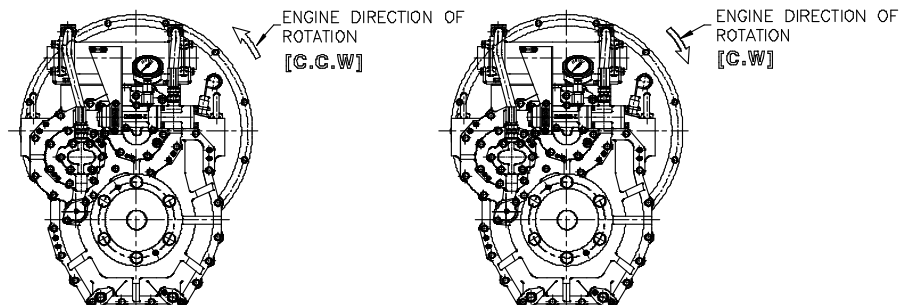 ENGINE DIRECTION OF
ROTATION
[C.C.W]
ENGINE DIRECTION OF
ROTATION
[C.W]